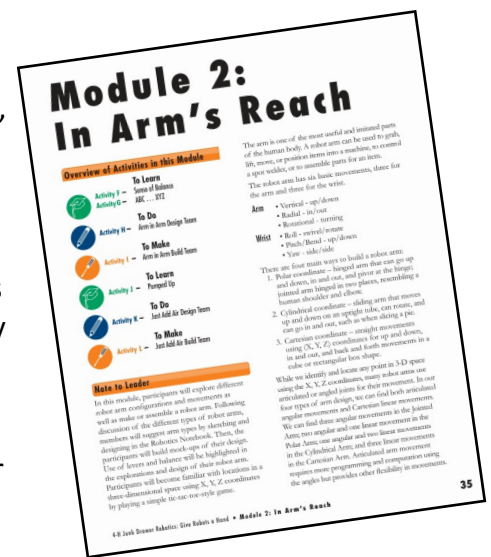 Module 2:
In Arm's Reach
Overview of Activities in this Module
To Learn
Activity F – Sense of Balance
Activity G – ABC . . . XYZ
To Do
Activity H – Arm in Arm Design Team
To Make
Activity I – Arm in Arm Build Team
To Learn
Activity J – Pumped Up
To Do
Activity K – Just Add Air Design Team
To Make
Activity L – Just Add Air Build Team
Note to Leader
In this module, participants will explore different
robot arm configurations and movements as
well as make or assemble a robot arm. Following
discussion of the different types of robot arms,
members will suggest arm types by sketching and
designing in the Robotics Notebook. Then, the
participants will build mock-ups of their design.
Use of levers and balance will be highlighted in
the explorations and design of their robot arm.
Participants will become familiar with locations in a
three-dimensional space using X, Y, Z coordinates
by playing a simple tic-tac-toe-style game.
The arm is one of the most useful and imitated parts
of the human body. A robot arm can be used to grab,
lift, move, or position items into a machine, to control
a spot welder, or to assemble parts for an item.
The robot arm has six basic movements, three for
the arm and three for the wrist.
Arm • Vertical - up/down
• Radial - in/out
• Rotational - turning
Wrist • Roll - swivel/rotate
• Pitch/Bend - up/down
• Yaw - side/side
There are four main ways to build a robot arm:
1. Polar coordinate – hinged arm that can go up
and down, in and out, and pivot at the hinge;
jointed arm hinged in two places, resembling a
human shoulder and elbow.
2. Cylindrical coordinate – sliding arm that moves
up and down on an upright tube, can rotate, and
can go in and out, such as when slicing a pie.
3. Cartesian coordinate – straight movements
using (X, Y, Z) coordinates for up and down,
in and out, and back and forth movements in a
cube or rectangular box shape.
While we identify and locate any point in 3-D space
using the X, Y, Z coordinates, many robot arms use
articulated or angled joints for their movement. In our
four types of arm design, we can find both articulated
angular movements and Cartesian linear movements.
We can find three angular movements in the Jointed
Arm; two angular and one linear movement in the
Polar Arm; one angular and two linear movements
in the Cylindrical Arm; and three linear movements
in the Cartesian Arm. Articulated arm movement
requires more programming and computation using
the angles but provides other flexibility in movements.
4-H Junk Drawer Robotics: Give Robots a Hand • Module 2: In Arm's Reach 35